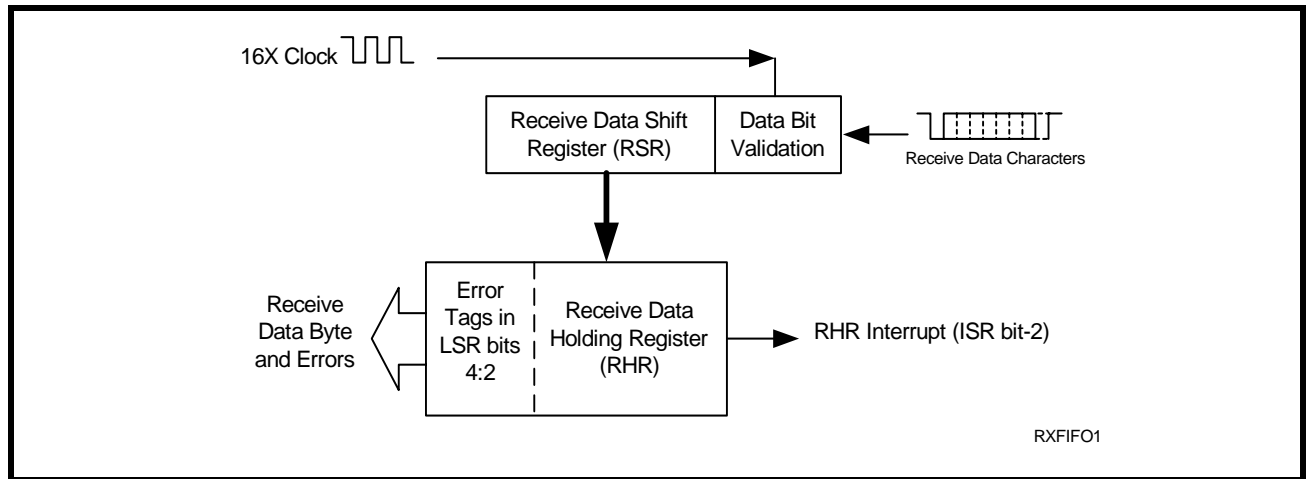 16X Clock
Receive Data Shift
Register (RSR)
Data Bit
Validation
Receive Data Characters
Receive
Data Byte
and Errors
Error
Tags in
LSR bits
4:2
Receive Data
Holding Register
(RHR)
RHR Interrupt (ISR bit-2)
RXFIFO1